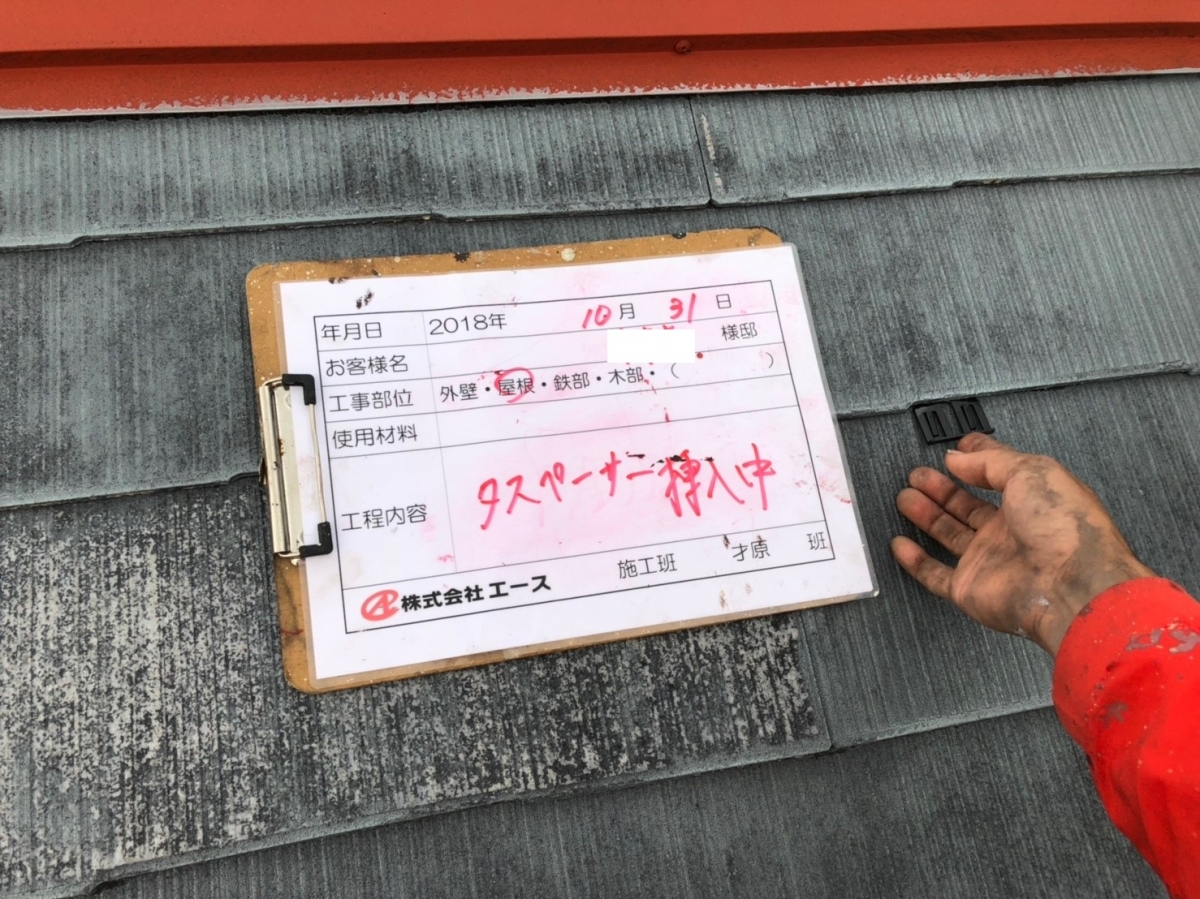 年月日 2018年 10月 31日
お客様名 様邸
工事部位 外壁・屋根・鉄部・木部・( )
使用材料
工程内容 タスペーサー挿入中
施工班 才原 班
株式会社 エース